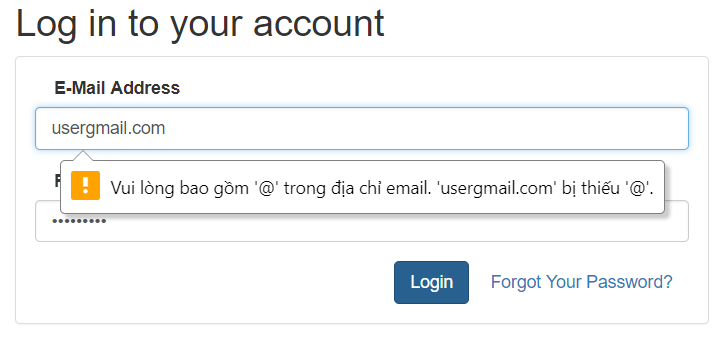 Log in to your account
E-Mail Address
usergmail.com
Vui lòng bao gồm '@' trong địa chỉ email. 'usergmail.com' bị thiếu '@'.
•••••••••
Login
Forgot Your Password?